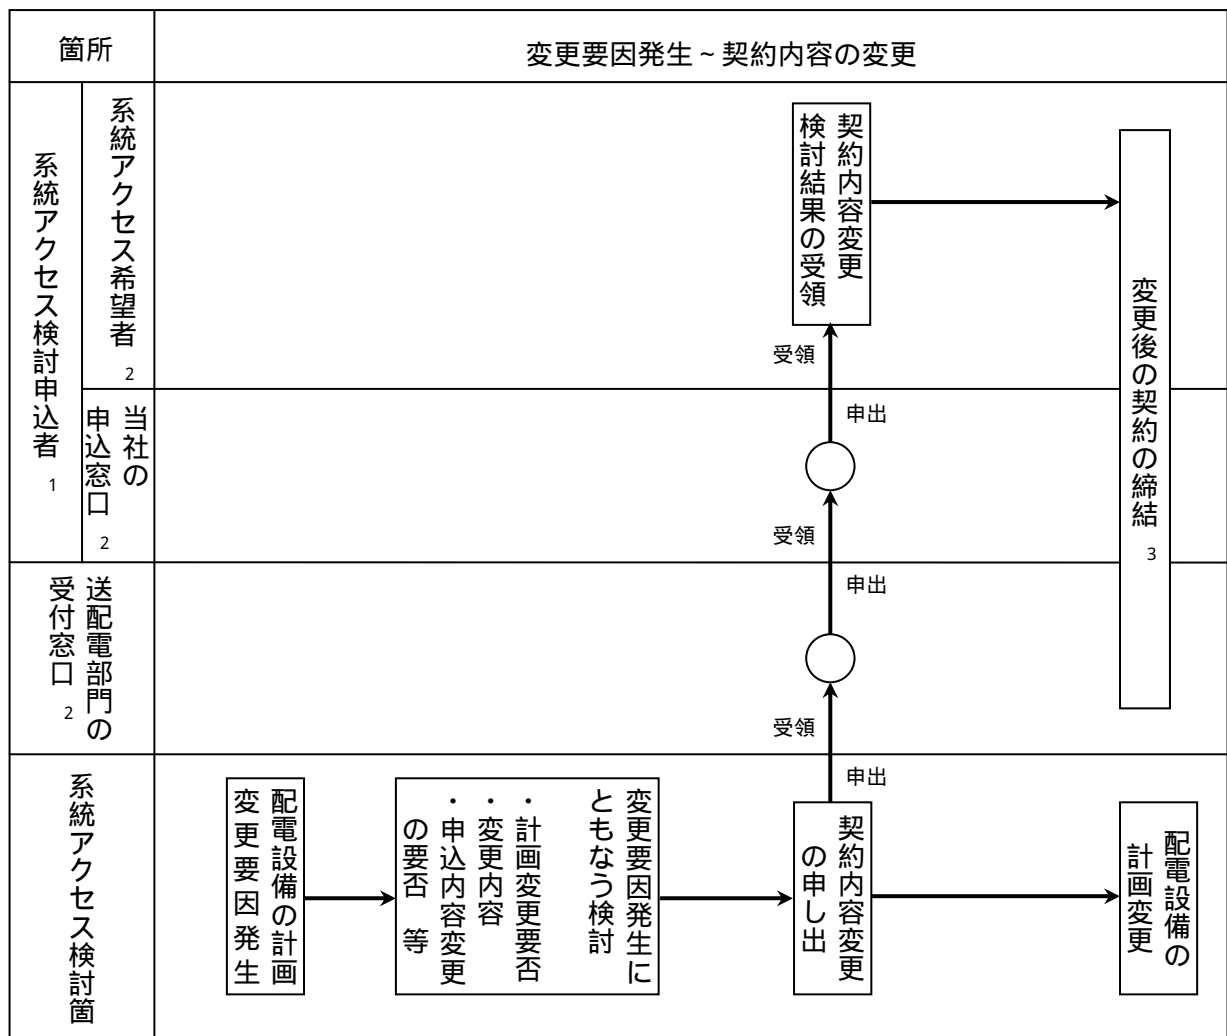 箇所
変更要因発生~契約内容の変更
系統アクセス検討申込者
1
系統アクセス希望者
2
当社の
申込窓口
2
送配電部門の
受付窓口
2
系統アクセス検討箇
契約内容変更
検討結果の受領
変更後の契約の締結
3
受領
申出
受領
申出
受領
申出
配電設備の計画
変更要因発生
変更要因発生に
ともなう検討
・計画変更要否
・変更内容
・申込内容変更
の要否 等
契約内容変更
の申し出
配電設備の
計画変更